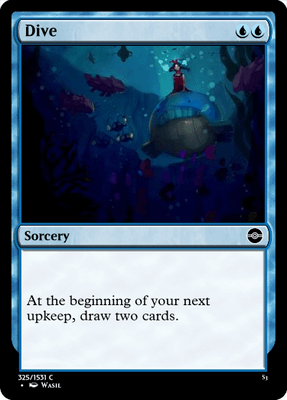 Dive
Sorcery
At the beginning of your next
upkeep, draw two cards.
325/1531 C
Wasil